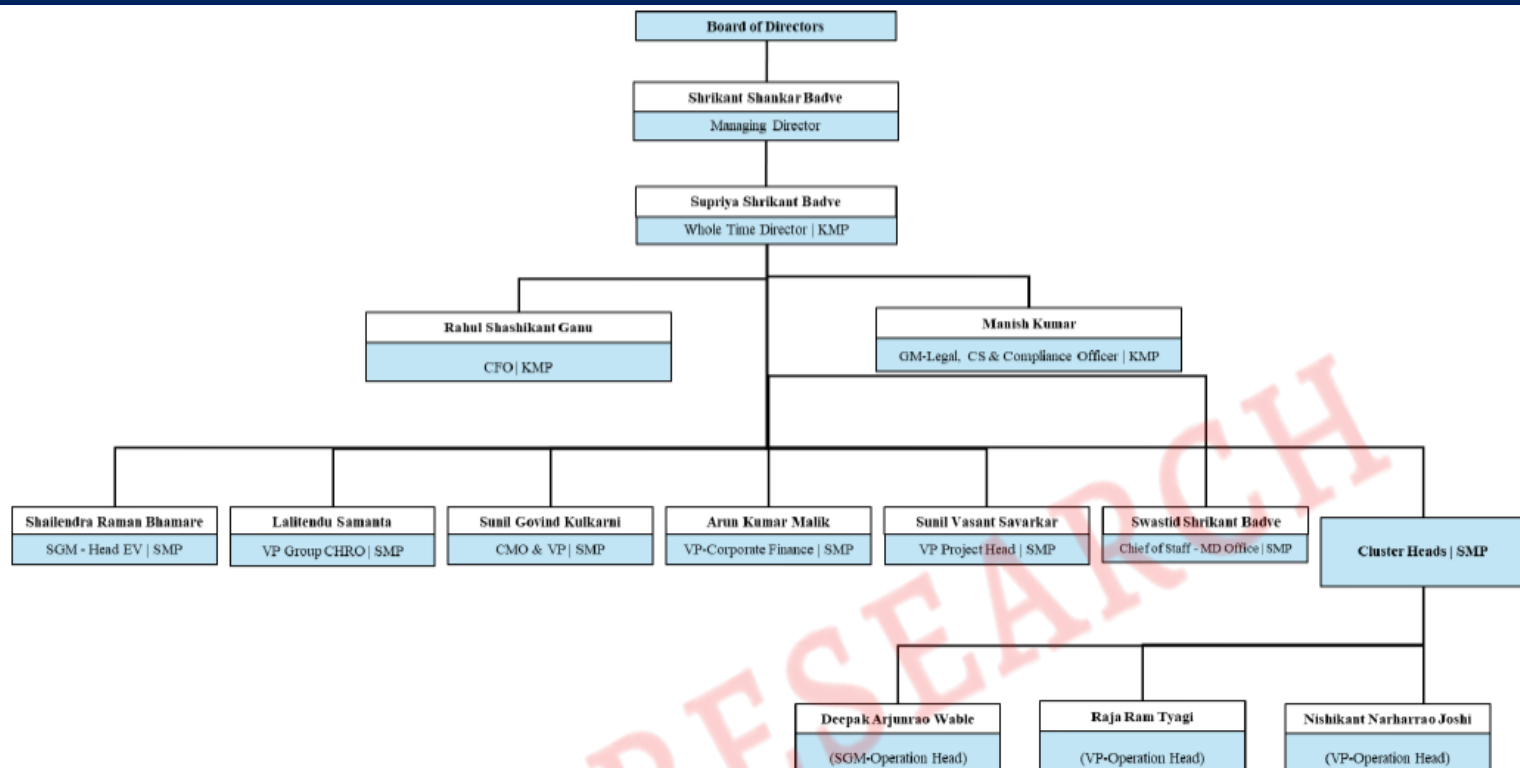 Board of Directors
Shrikant Shankar Badve
Managing Director
Supriya Shrikant Badve
Whole Time Director | KMP
Rahul Shashikant Ganu
CFO| KMP
Manish Kumar
GM-Legal, CS & Compliance Officer | KMP
Shailendra Raman Bhamare
SGM - Head EV | SMP
Lalitendu Samanta
VP Group CHRO | SMP
Sunil Govind Kulkarni
CMO & VP | SMP
Arun Kumar Malik
VP-Corporate Finance | SMP
Sunil Vasant Savarkar
VP Project Head | SMP
Swastid Shrikant Badve
Chief of Staff - MD Office | SMP
Cluster Heads | SMP
Deepak Arjunrao Wable
(SGM-Operation Head)
Raja Ram Tyagi
(VP-Operation Head)
Nishikant Narharrao Joshi
(VP-Operation Head)
RESEARCH